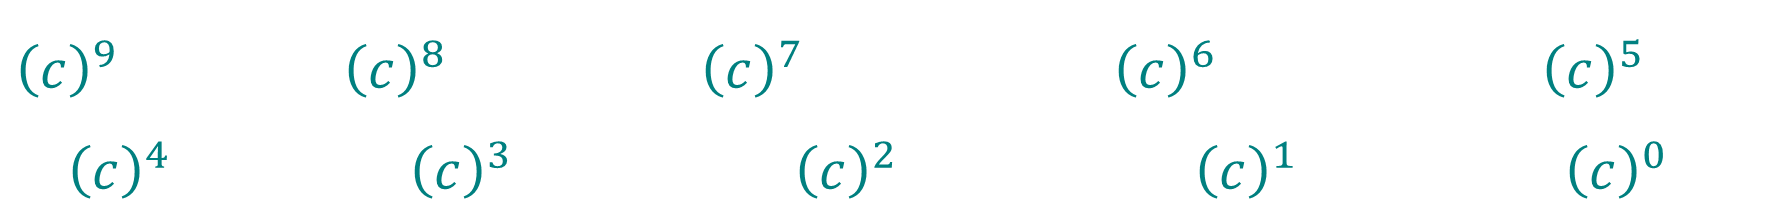 (c)⁹ (c)⁸ (c)⁷ (c)⁶ (c)⁵
(c)⁴ (c)³ (c)² (c)¹ (c)⁰